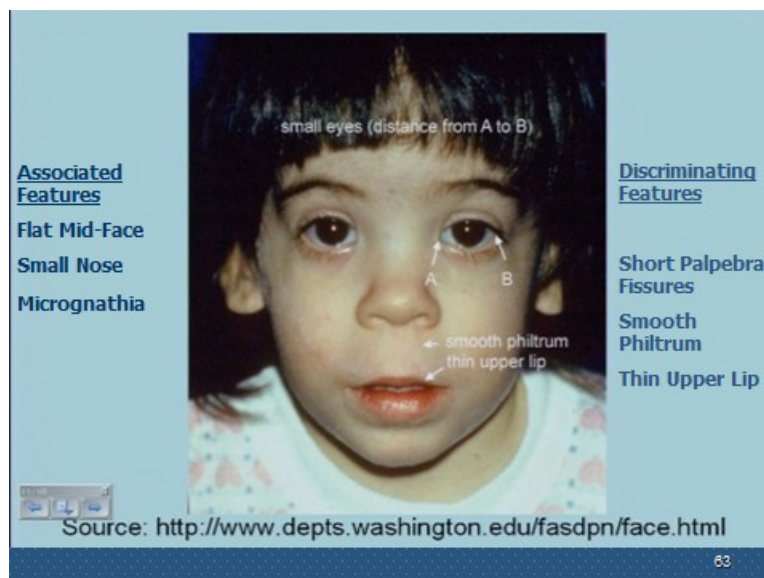 small eyes (distance from A to B)
Associated
Features
Flat Mid-Face
Small Nose
Micrognathia
A
B
smooth philtrum
thin upper lip
Discriminating
Features
Short Palpebra
Fissures
Smooth
Philtrum
Thin Upper Lip
Source: http://www.depts.washington.edu/fasdpn/face.html
63